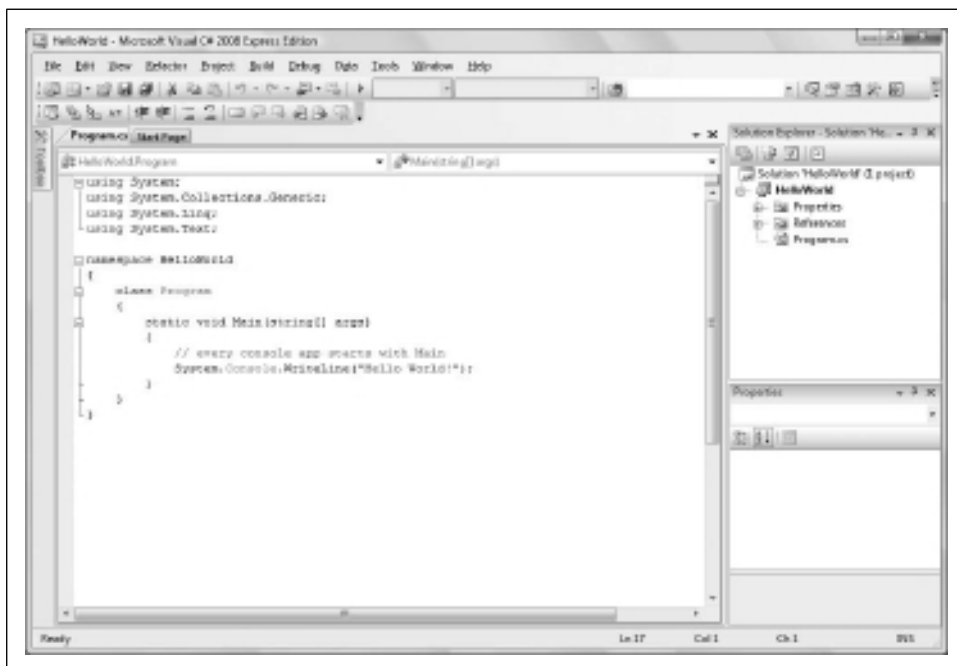 HelloWorld - Microsoft Visual C# 2008 Express Edition
File Edit View Refactor Project Build Debug Data Tools Window Help
Toolbox
Program.cs Start Page
Solution Explorer - Solution 'He...
HelloWorld.Program
Main(string[] args)
using System;
using System.Collections.Generic;
using System.Linq;
using System.Text;
namespace HelloWorld
{
class Program
{
static void Main(string[] args)
{
// every console app starts with Main
System.Console.WriteLine("Hello World!");
}
}
}
Solution 'HelloWorld' (1 project)
HelloWorld
Properties
References
Program.cs
Properties
Ready
Ln 17
Col 1
Ch 1
INS